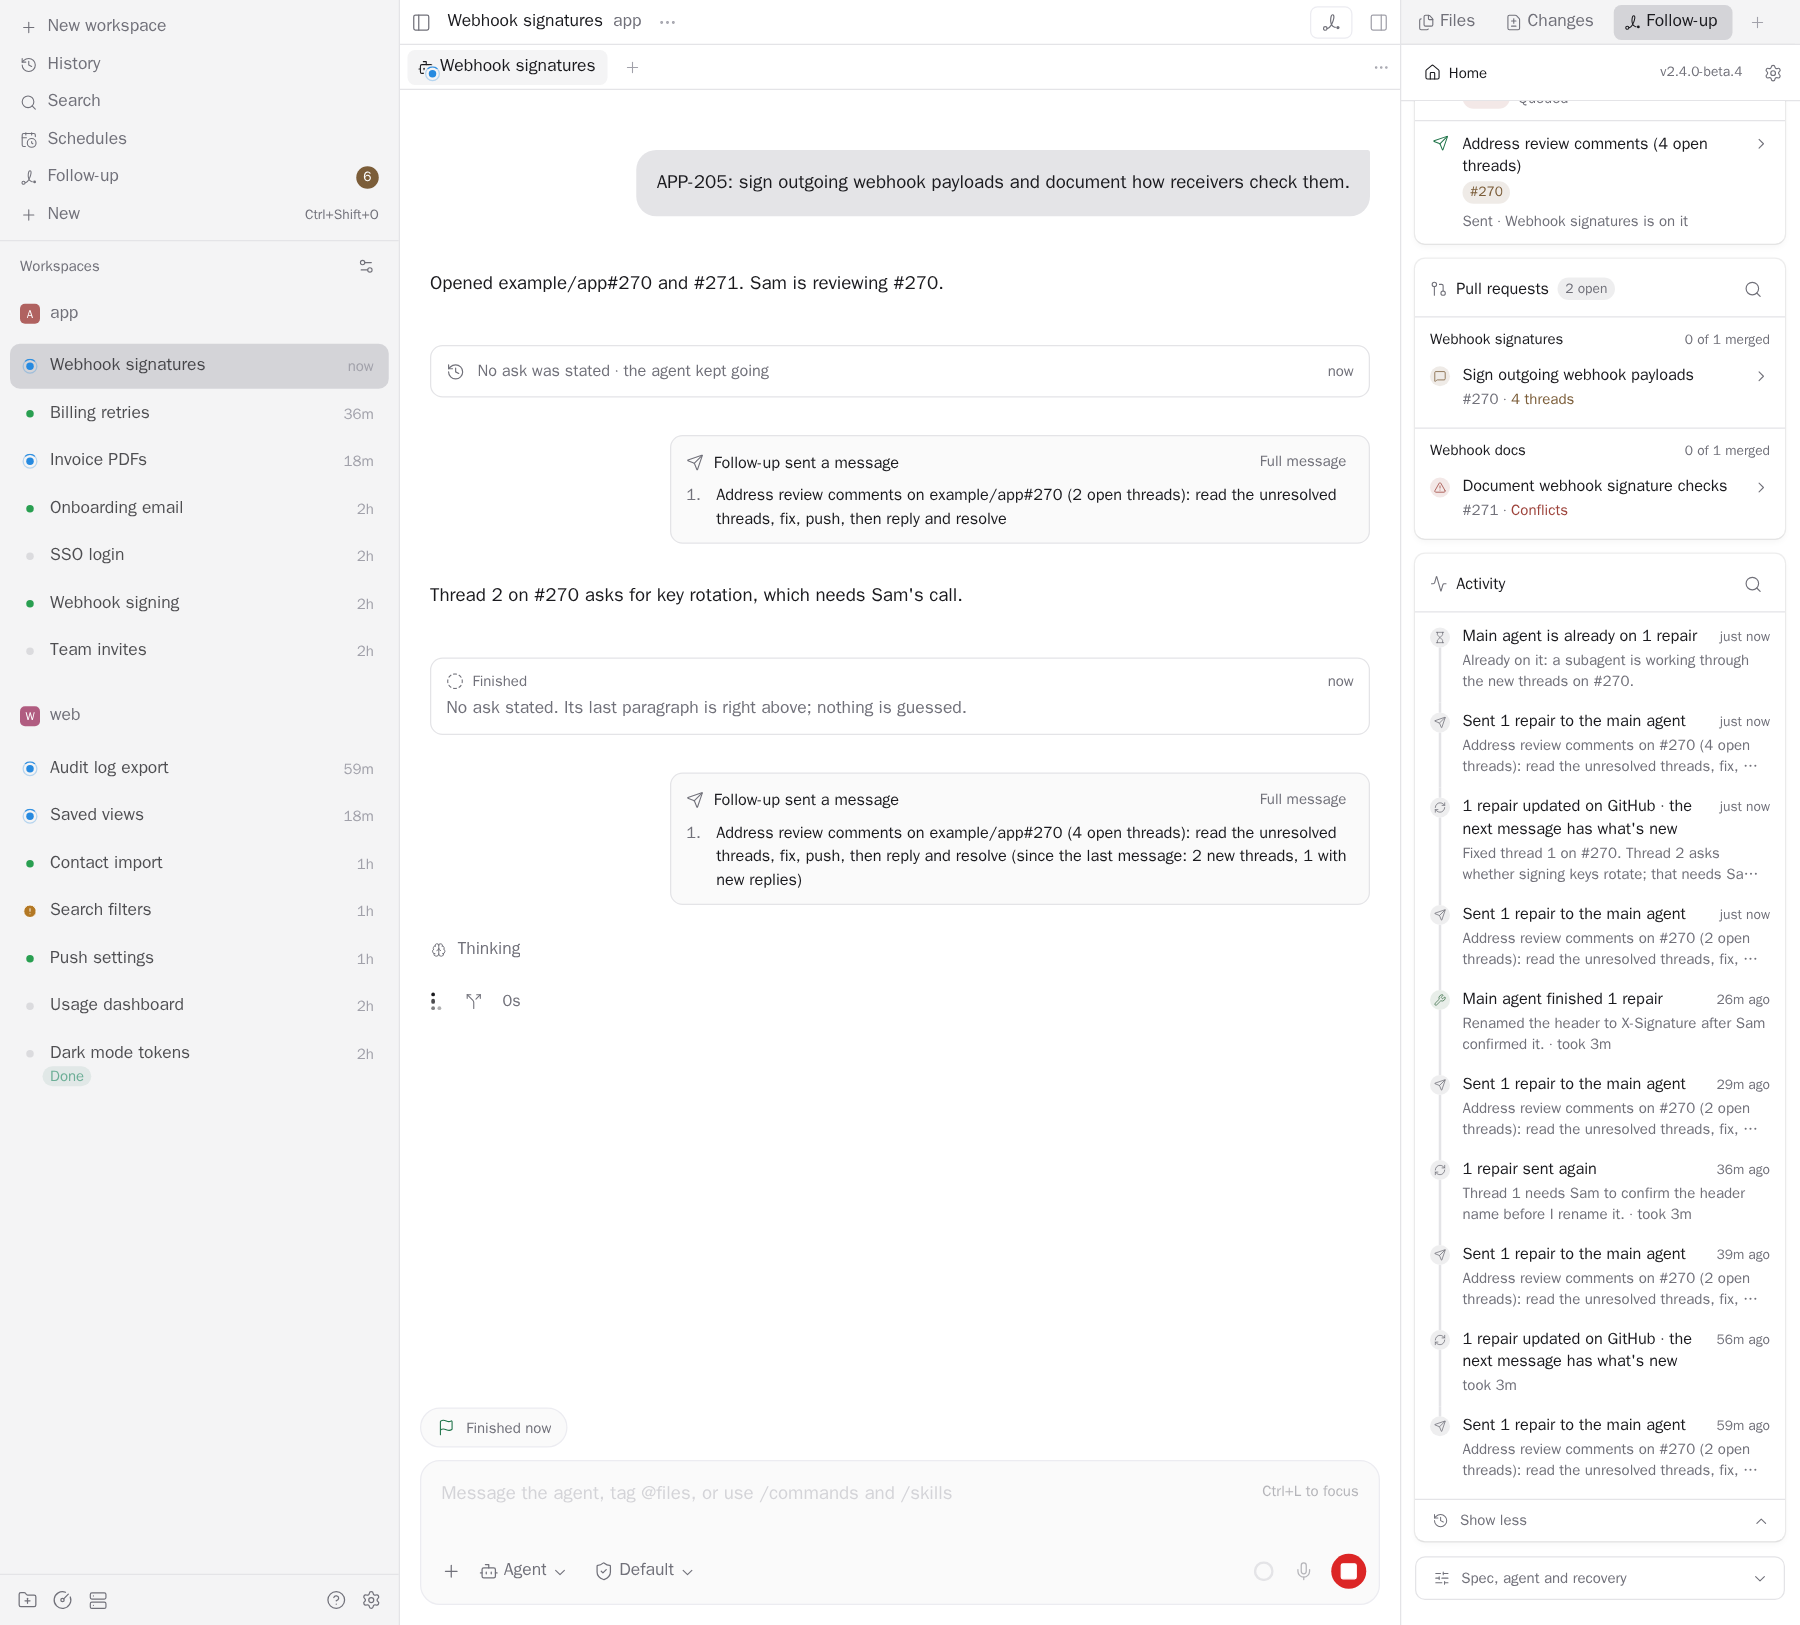 New workspace
History
Search
Schedules
Follow-up 6
New Ctrl+Shift+O
Workspaces
A app
Webhook signatures now
Billing retries 36m
Invoice PDFs 18m
Onboarding email 2h
SSO login 2h
Webhook signing 2h
Team invites 2h
W web
Audit log export 59m
Saved views 18m
Contact import 1h
Search filters 1h
Push settings 1h
Usage dashboard 2h
Dark mode tokens 2h
Done
Webhook signatures app
Webhook signatures
APP-205: sign outgoing webhook payloads and document how receivers check them.
Opened example/app#270 and #271. Sam is reviewing #270.
No ask was stated · the agent kept going now
Follow-up sent a message Full message
1. Address review comments on example/app#270 (2 open threads): read the unresolved
threads, fix, push, then reply and resolve
Thread 2 on #270 asks for key rotation, which needs Sam's call.
Finished now
No ask stated. Its last paragraph is right above; nothing is guessed.
Follow-up sent a message Full message
1. Address review comments on example/app#270 (4 open threads): read the unresolved
threads, fix, push, then reply and resolve (since the last message: 2 new threads, 1 with
new replies)
Thinking
0s
Finished now
Message the agent, tag @files, or use /commands and /skills Ctrl+L to focus
Agent Default
Files Changes Follow-up
Home v2.4.0-beta.4
Queued
Address review comments (4 open
threads)
#270
Sent · Webhook signatures is on it
Pull requests 2 open
Webhook signatures 0 of 1 merged
Sign outgoing webhook payloads
#270 · 4 threads
Webhook docs 0 of 1 merged
Document webhook signature checks
#271 · Conflicts
Activity
Main agent is already on 1 repair just now
Already on it: a subagent is working through
the new threads on #270.
Sent 1 repair to the main agent just now
Address review comments on #270 (4 open
threads): read the unresolved threads, fix, ···
1 repair updated on GitHub · the just now
next message has what's new
Fixed thread 1 on #270. Thread 2 asks
whether signing keys rotate; that needs Sa···
Sent 1 repair to the main agent just now
Address review comments on #270 (2 open
threads): read the unresolved threads, fix, ···
Main agent finished 1 repair 26m ago
Renamed the header to X-Signature after Sam
confirmed it. · took 3m
Sent 1 repair to the main agent 29m ago
Address review comments on #270 (2 open
threads): read the unresolved threads, fix, ···
1 repair sent again 36m ago
Thread 1 needs Sam to confirm the header
name before I rename it. · took 3m
Sent 1 repair to the main agent 39m ago
Address review comments on #270 (2 open
threads): read the unresolved threads, fix, ···
1 repair updated on GitHub · the 56m ago
next message has what's new
took 3m
Sent 1 repair to the main agent 59m ago
Address review comments on #270 (2 open
threads): read the unresolved threads, fix, ···
Show less
Spec, agent and recovery